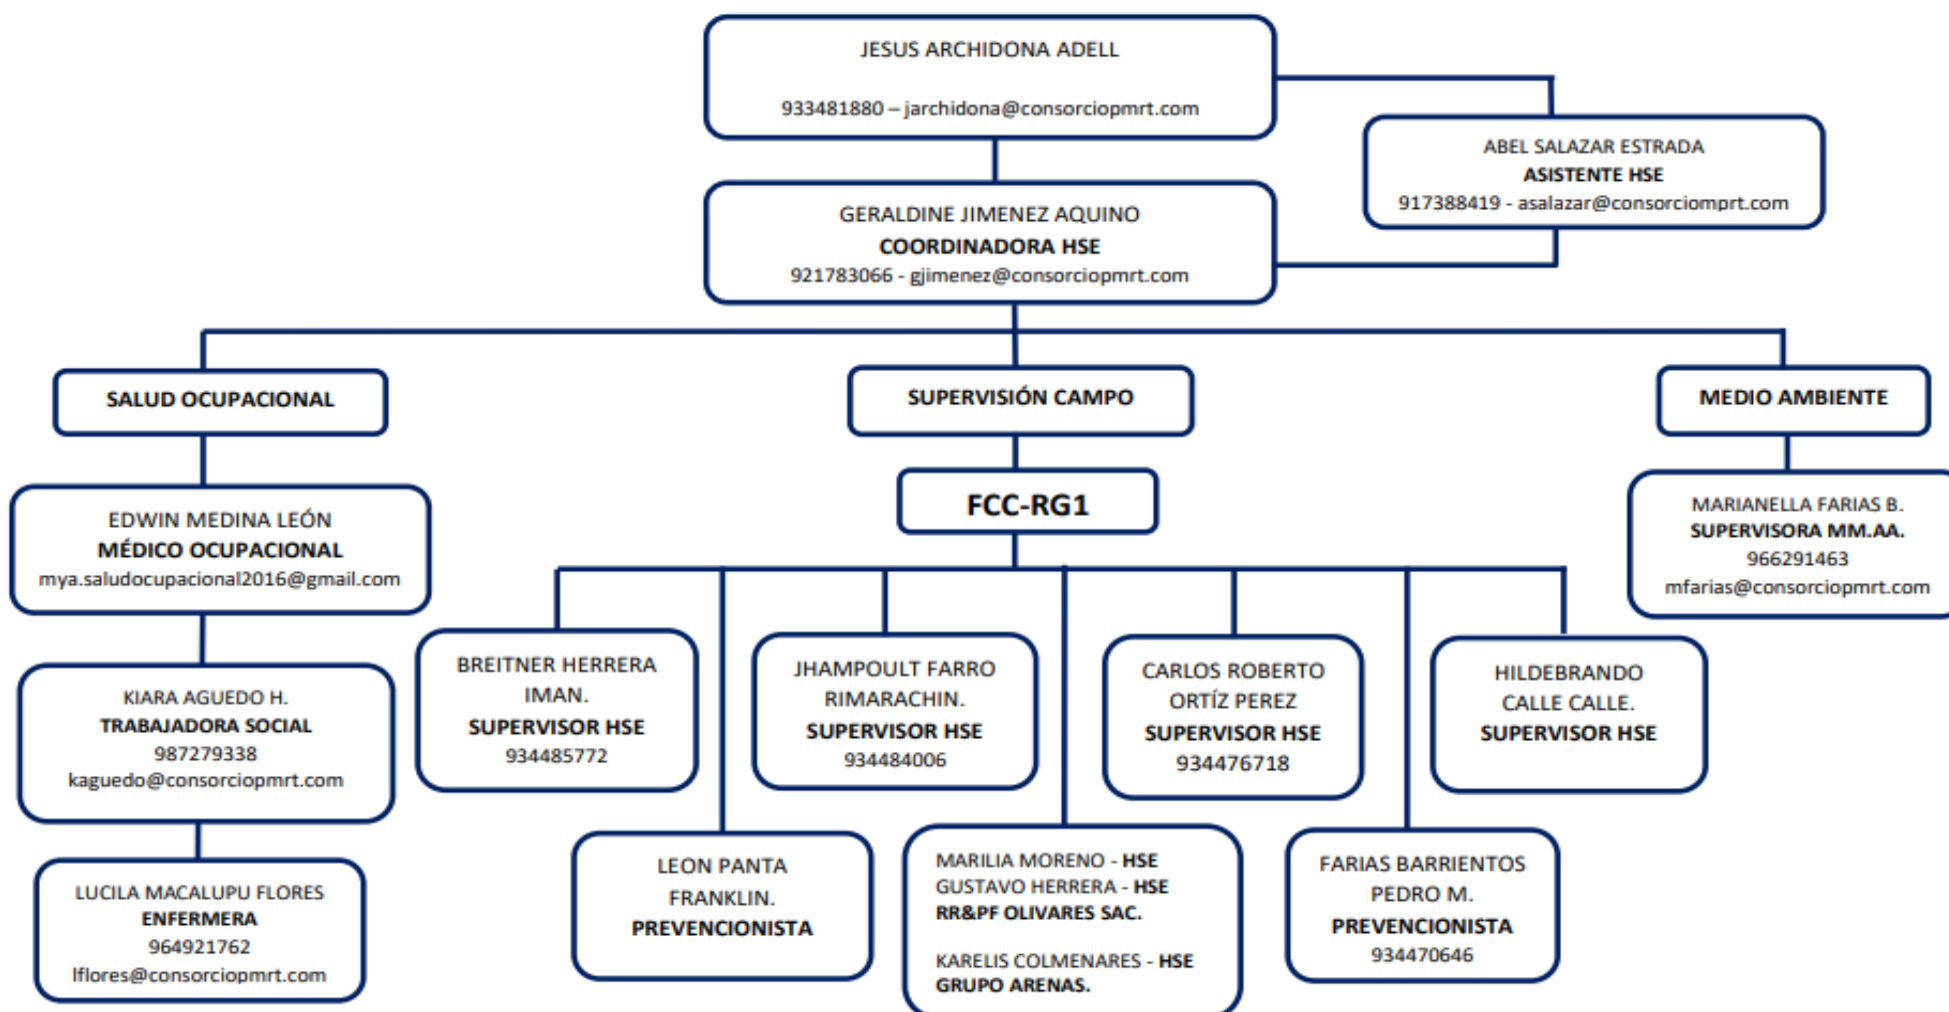 JESUS ARCHIDONA ADELL
933481880 – jarchidona@consorciopmrt.com
ABEL SALAZAR ESTRADA
ASISTENTE HSE
917388419 - asalazar@consorciomprt.com
GERALDINE JIMENEZ AQUINO
COORDINADORA HSE
921783066 - gjimenez@consorciopmrt.com
SALUD OCUPACIONAL
SUPERVISIÓN CAMPO
MEDIO AMBIENTE
EDWIN MEDINA LEÓN
MÉDICO OCUPACIONAL
mya.saludocupacional2016@gmail.com
KIARA AGUEDO H.
TRABAJADORA SOCIAL
987279338
kaguedo@consorciopmrt.com
LUCILA MACALUPU FLORES
ENFERMERA
964921762
lflores@consorciopmrt.com
FCC-RG1
BREITNER HERRERA
IMAN.
SUPERVISOR HSE
934485772
JHAMPOULT FARRO
RIMARACHIN.
SUPERVISOR HSE
934484006
CARLOS ROBERTO
ORTÍZ PEREZ
SUPERVISOR HSE
934476718
HILDEBRANDO
CALLE CALLE.
SUPERVISOR HSE
LEON PANTA
FRANKLIN.
PREVENCIONISTA
MARILIA MORENO - HSE
GUSTAVO HERRERA - HSE
RR&PF OLIVARES SAC.
KARELIS COLMENARES - HSE
GRUPO ARENAS.
FARIAS BARRIENTOS
PEDRO M.
PREVENCIONISTA
934470646
MARIANELLA FARIAS B.
SUPERVISORA MM.AA.
966291463
mfarias@consorciopmrt.com